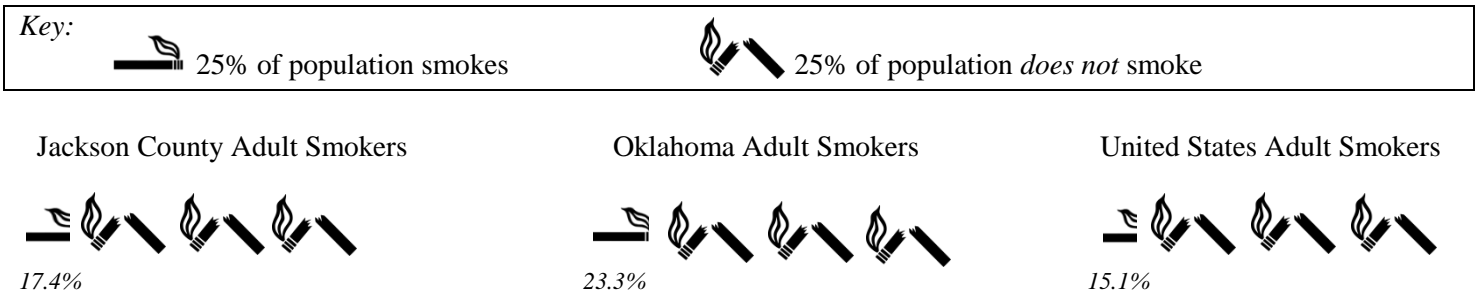 Key:
25% of population smokes
25% of population does not smoke
Jackson County Adult Smokers
Oklahoma Adult Smokers
United States Adult Smokers
17.4%
23.3%
15.1%